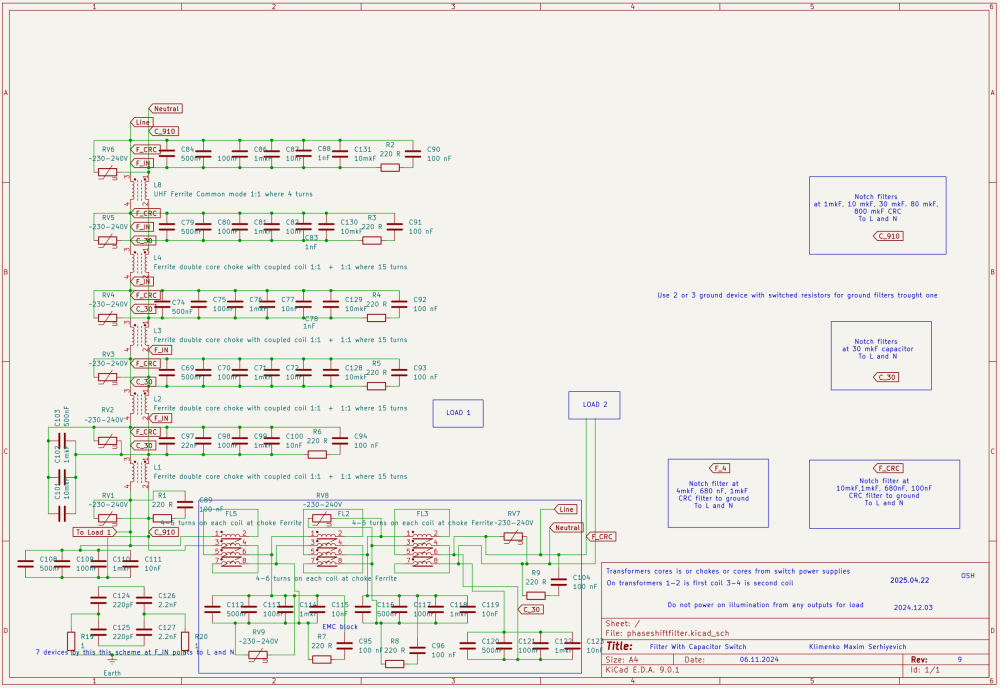 1 2 3 4 5 6
A
B
C
D
Neutral
Line
C_910
RV6
~230-240V
F_CRC
F_IN
C84
500nF
100nF
C86
1mkF
C87
10nF
C88
1nF
C131
10mkF
R2
220 R
C90
100 nF
L8
UHF Ferrite Common mode 1:1 where 4 turns
RV5
~230-240V
F_CRC
F_IN
C_30
C79
500nF
C80
100nF
C81
1mkF
C82
10nF
C83
1nF
C130
10mkF
R3
220 R
C91
100 nF
L4
Ferrite double core choke with coupled coil 1:1 + 1:1 where 15 turns
F_IN
RV4
~230-240V
F_CRC
C_30
C74
500nF
C75
100nF
C76
1mkF
C77
10nF
C78
1nF
C129
10mkF
R4
220 R
C92
100 nF
L3
Ferrite double core choke with coupled coil 1:1 + 1:1 where 15 turns
F_IN
RV3
~230-240V
F_CRC
C_30
C69
500nF
C70
100nF
C71
1mkF
C72
10nF
C128
10mkF
R5
220 R
C93
100 nF
L2
Ferrite double core choke with coupled coil 1:1 + 1:1 where 15 turns
F_IN
RV2
~230-240V
F_CRC
C_30
C97
22nF
C98
100nF
C99
1mkF
C100
10nF
R6
220 R
C94
100 nF
C103
500nF
C102
1mkF
10mkF
L1
Ferrite double core choke with coupled coil 1:1 + 1:1 where 15 turns
RV1
~230-240V
R1
220 R
C89
100 nF
To Load 1
C_910
C108
500nF
C109
100nF
C110
1mkF
C111
10nF
C124
220pF
C126
2.2nF
C125
220pF
C127
2.2nF
R19
1
R20
1
7 devices by this this scheme at F_IN points to L and N
Earth
LOAD 1
LOAD 2
RV8
~230-240V
FL5
FL2
FL3
RV7
~230-240V
4-6 turns on each coil at choke Ferrite
4-6 turns on each coil at choke Ferrite
4-6 turns on each coil at choke Ferrite
Line
Neutral
F_CRC
R9
220 R
C104
100 nF
C_30
C112
500nF
C113
100nF
C114
1mkF
C115
10nF
C116
500nF
C117
100nF
C118
1mkF
C119
10nF
EMC block
RV9
~230-240V
R7
220 R
C95
100 nF
R8
220 R
C96
100 nF
C120
500nF
C121
100nF
C122
1mkF
C123
10nF
Notch filters
at 1mkF, 10 mkF, 30 mkF. 80 mkF,
800 mkF CRC
To L and N
C_910
Use 2 or 3 ground device with switched resistors for ground filters trought one
Notch filters
at 30 mkF capacitor
To L and N
C_30
F_4
Notch filter at
4mkF, 680 nF, 1mkF
CRC filter to ground
To L and N
F_CRC
Notch filter at
10mkF,1mkF, 680nF, 100nF
CRC filter to ground
To L and N
Transformers cores is or chokes or cores from switch power supplies
On transformers 1-2 is first coil 3-4 is second coil
2025.04.22
OSH
Do not power on illumination from any outputs for load
2024.12.03
Sheet: /
File: phaseshiftfilter.kicad_sch
Title: Filter With Capacitor Switch Klimenko Maxim Serhiyevich
Size: A4 Date: 06.11.2024 Rev: 9
KiCad E.D.A. 9.0.1 Id: 1/1
1 2 3 4 5 6